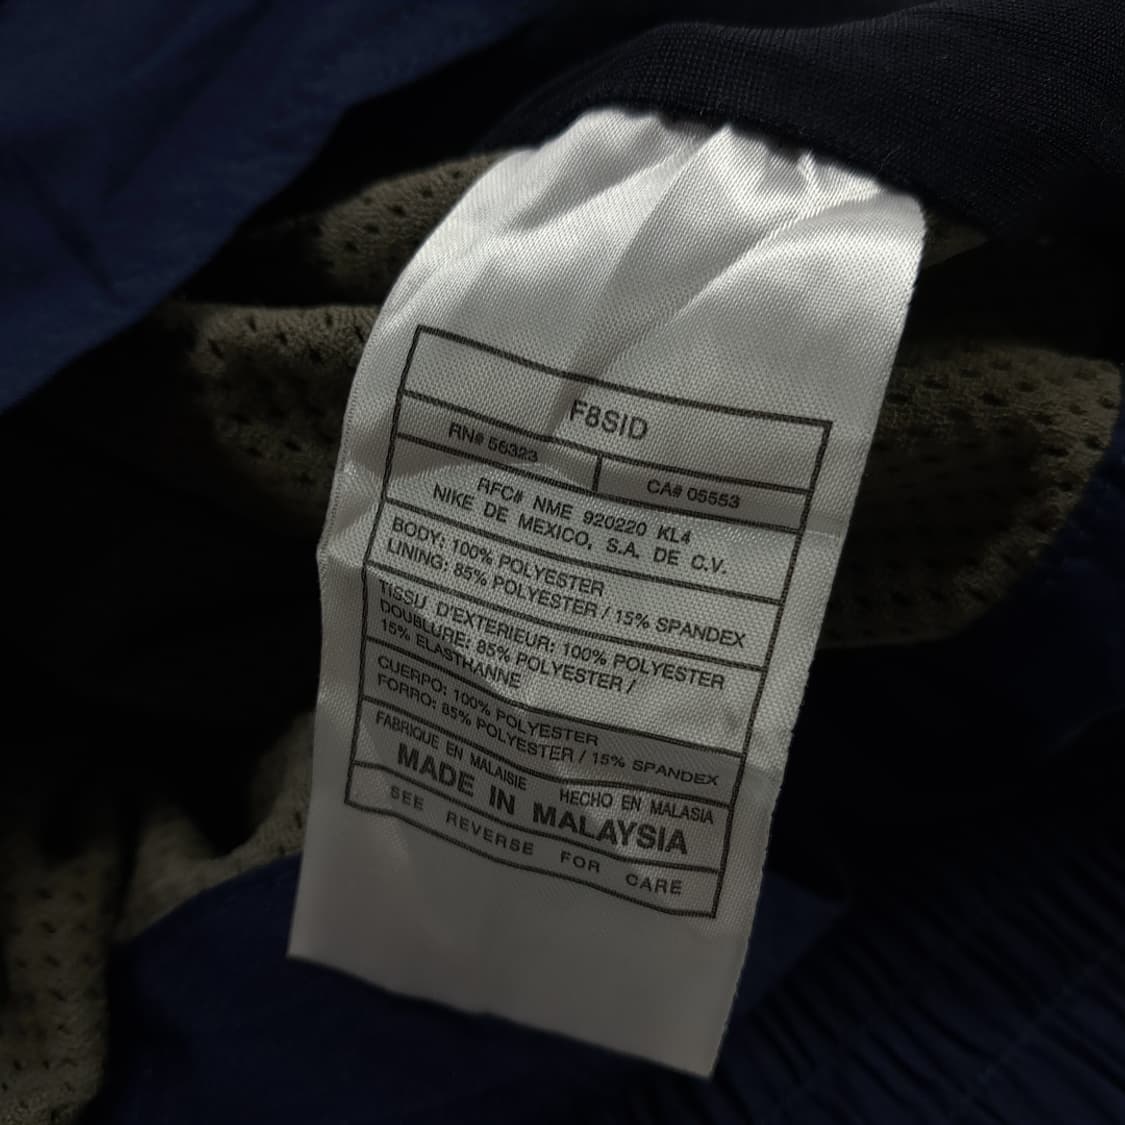 F8SID
RN# 56323
CA# 05553
RFC# NME 920220 KL4
NIKE DE MEXICO, S.A. DE C.V.
BODY: 100% POLYESTER
LINING: 85% POLYESTER / 15% SPANDEX
TISSU D'EXTERIEUR: 100% POLYESTER
DOUBLURE: 85% POLYESTER /
15% ELASTHANNE
CUERPO: 100% POLYESTER
FORRO: 85% POLYESTER / 15% SPANDEX
FABRIQUE EN MALAISIE HECHO EN MALASIA
MADE IN MALAYSIA
SEE REVERSE FOR CARE